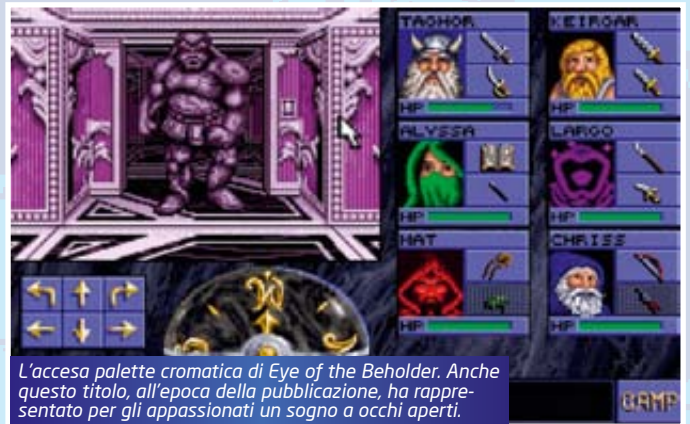 TAGHOR
KEIRGAR
HP
HP
ALYSSA
LARGO
HP
HP
NAT
CHRISS
HP
HP
W
CAMP
L'accesa palette cromatica di Eye of the Beholder. Anche
questo titolo, all'epoca della pubblicazione, ha rappre-
sentato per gli appassionati un sogno a occhi aperti.